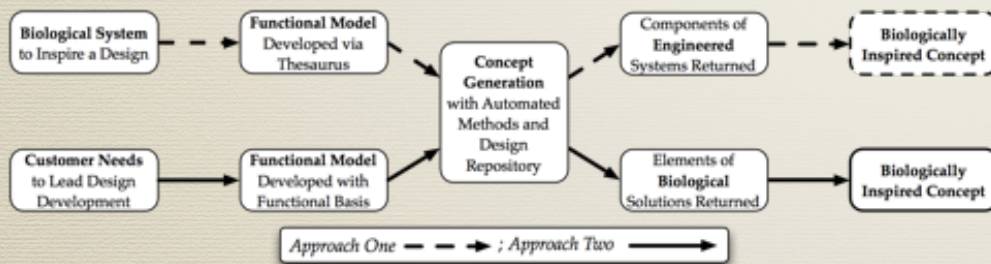 Biological System
to Inspire a Design
Functional Model
Developed via
Thesaurus
Concept
Generation
with Automated
Methods and
Design
Repository
Components of
Engineered
Systems Returned
Biologically
Inspired Concept
Customer Needs
to Lead Design
Development
Functional Model
Developed with
Functional Basis
Elements of
Biological
Solutions Returned
Biologically
Inspired Concept
Approach One ; Approach Two